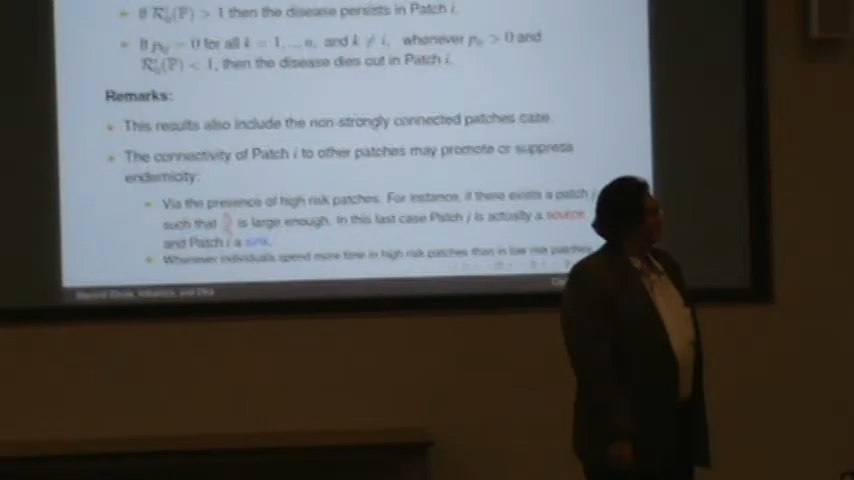 If R₀ⁱ(ℙ) > 1 then the disease persists in Patch i.
If pₖⱼ = 0 for all k = 1, ..., n, and k ≠ i, whenever pᵢⱼ > 0 and
R₀ⁱ(ℙ) < 1, then the disease dies out in Patch i.
Remarks:
This results also include the non-strongly connected patches case.
The connectivity of Patch i to other patches may promote or suppress
endemicity:
Via the presence of high risk patches. For instance, if there exists a patch j
such that is large enough. In this last case Patch j is actually a source
and Patch i a sink.
Whenever individuals spend more time in high risk patches than in low risk patches